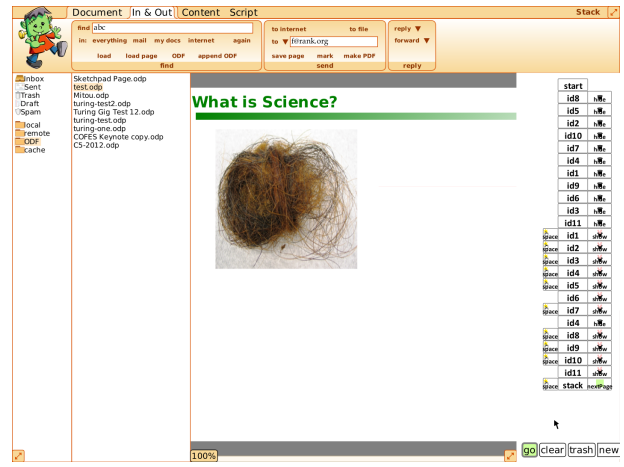 Document In & Out Content Script Stack
find abc
in: everything mail my docs internet again
load load page ODF append ODF
find
to internet to file
to ▼ f@rank.org
save page mark make PDF
send
reply ▼
forward ▼
reply
Inbox
Sent
Trash
Draft
Spam
local
remote
ODF
cache
Sketchpad Page.odp
test.odp
Mitou.odp
turing-test2.odp
Turing Gig Test 12.odp
turing-test.odp
turing-one.odp
COFES Keynote copy.odp
C5-2012.odp
What is Science?
100%
start
id8 hide
id5 hide
id2 hide
id10 hide
id7 hide
id4 hide
id1 hide
id9 hide
id6 hide
id3 hide
id11 hide
space id1 show
space id2 show
space id3 show
space id4 show
space id5 show
id6 show
space id7 show
id4 hide
space id8 show
space id9 show
space id10 show
id11 show
space stack nextPage
go clear trash new